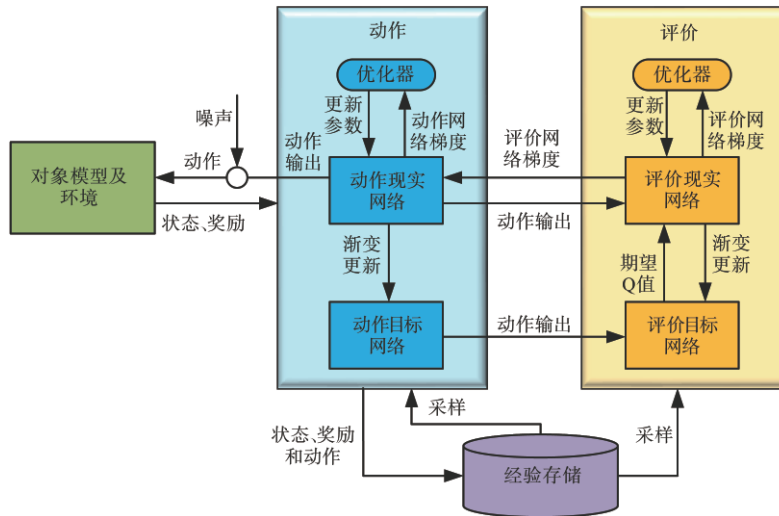 动作
评价
优化器
优化器
更新
参数
动作网
络梯度
更新
参数
评价网
络梯度
噪声
动作
动作
输出
评价网
络梯度
对象模型及
环境
动作现实
网络
评价现实
网络
状态、奖励
动作输出
渐变
更新
期望
Q值
渐变
更新
动作目标
网络
动作输出
评价目标
网络
状态、奖励
和动作
采样
采样
经验存储